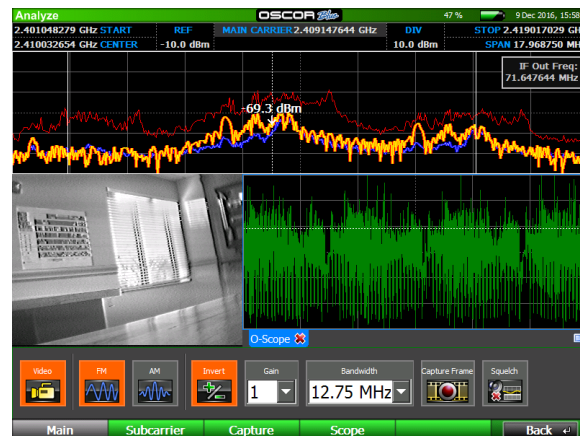 Analyze OSCOR Blue 47 % 9 Dec 2016, 15:58
2.401048279 GHz START REF MAIN CARRIER 2.409147644 GHz DIV STOP 2.419017029 GHz
2.410032654 GHz CENTER -10.0 dBm 10.0 dBm SPAN 17.968750 MHz
IF Out Freq:
71.647644 MHz
-69.3 dBm
O-Scope
Video FM AM Invert Gain Bandwidth Capture Frame Squelch
1 12.75 MHz
Main Subcarrier Capture Scope Back